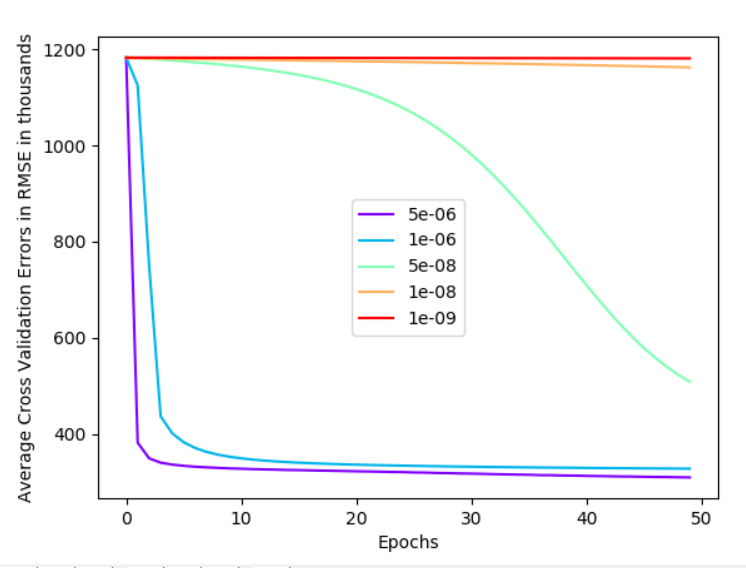 Average Cross Validation Errors in RMSE in thousands
1200
1000
800
600
400
5e-06
1e-06
5e-08
1e-08
1e-09
0 10 20 30 40 50
Epochs